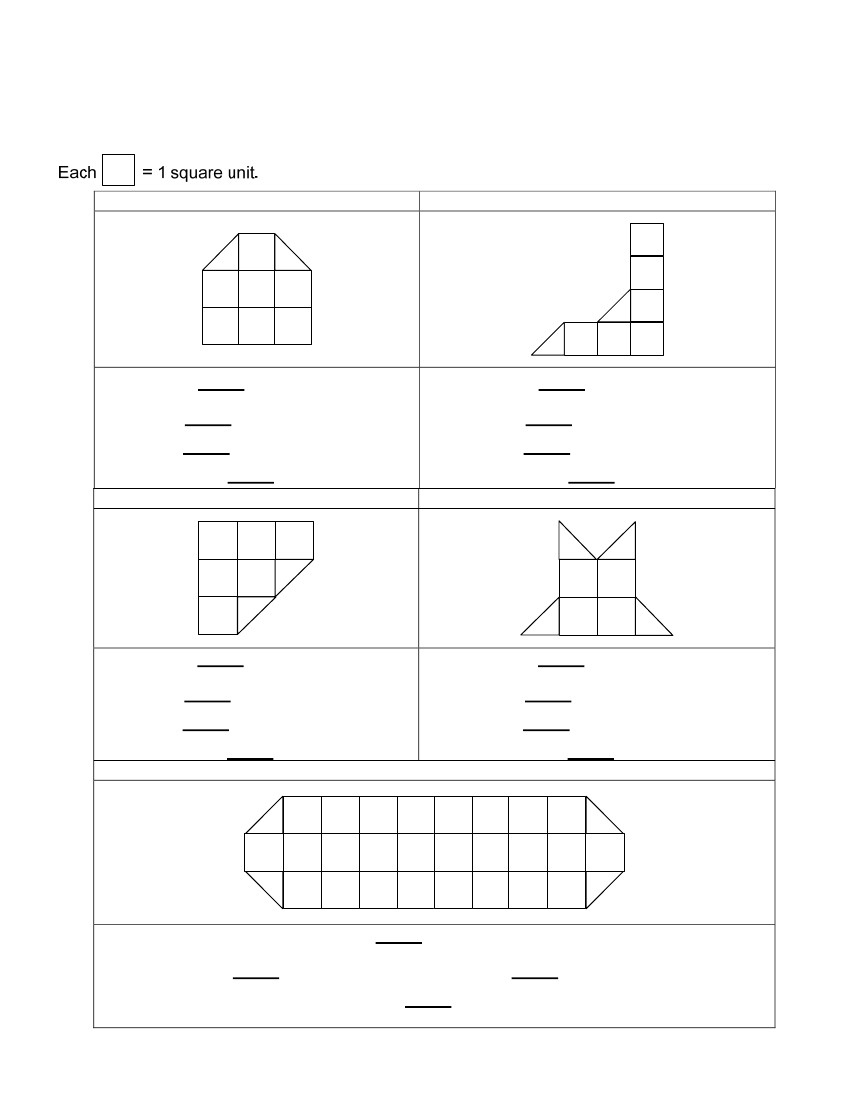 Each = 1 square unit.